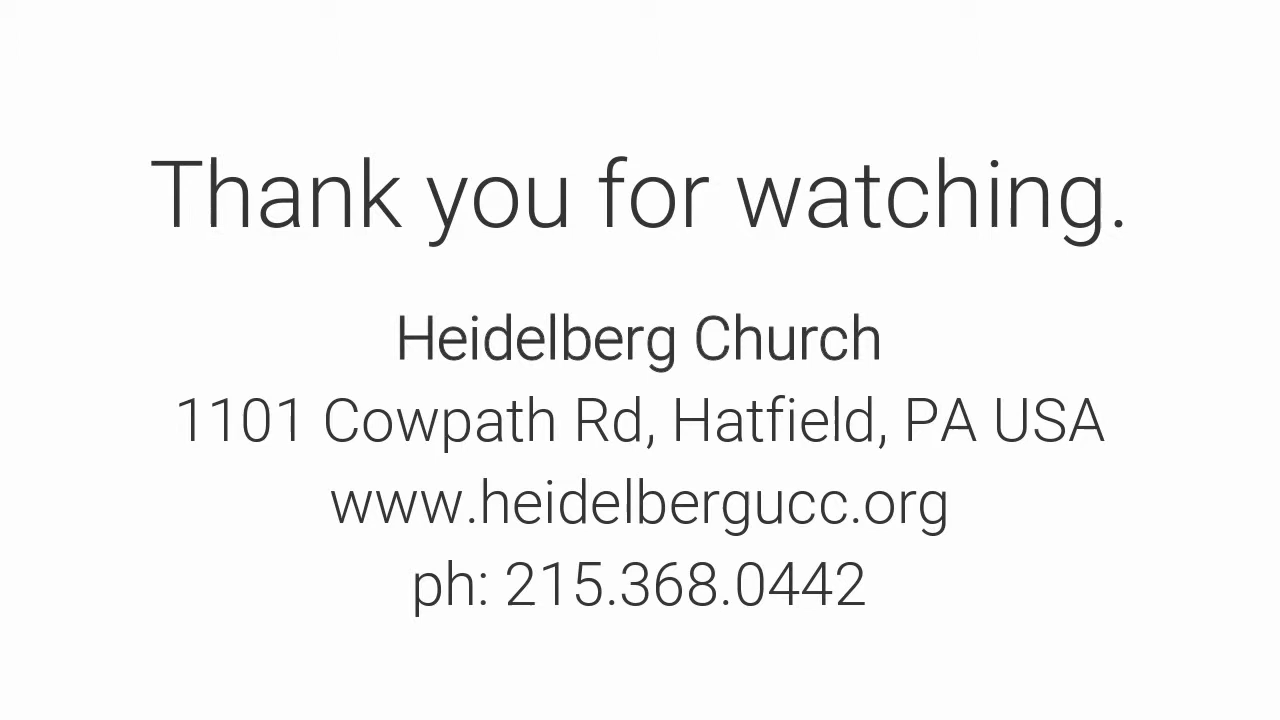 Thank you for watching.
Heidelberg Church
1101 Cowpath Rd, Hatfield, PA USA
www.heidelbergucc.org
ph: 215.368.0442